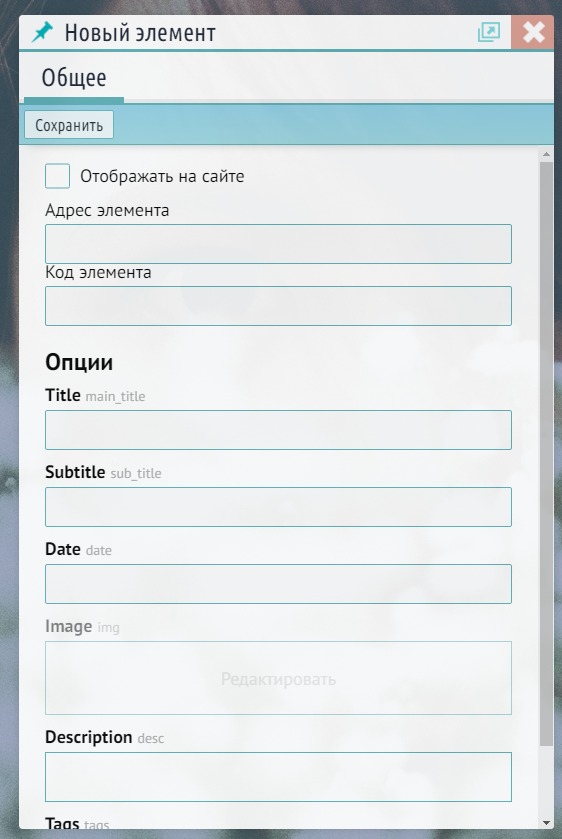 Новый элемент
Общее
Сохранить
Отображать на сайте
Адрес элемента
Код элемента
Опции
Title main_title
Subtitle sub_title
Date date
Image img
Редактировать
Description desc
Tags tags